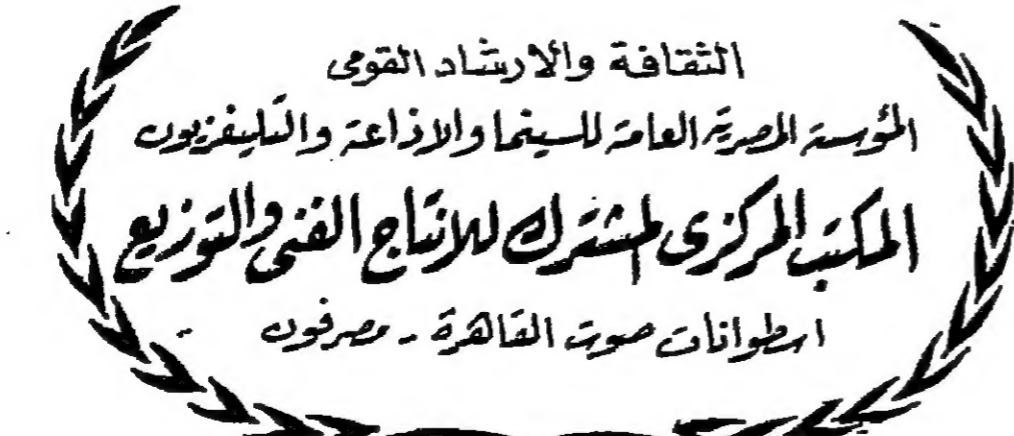 الثقافة والارشاد القومى
المؤسسة المصرية العامة للسينما والاذاعة والتليفزيون
المكتب المركزى المشترك للانتاج الفنى والتوزيع
اسطوانات صوت القاهرة - مصرفون